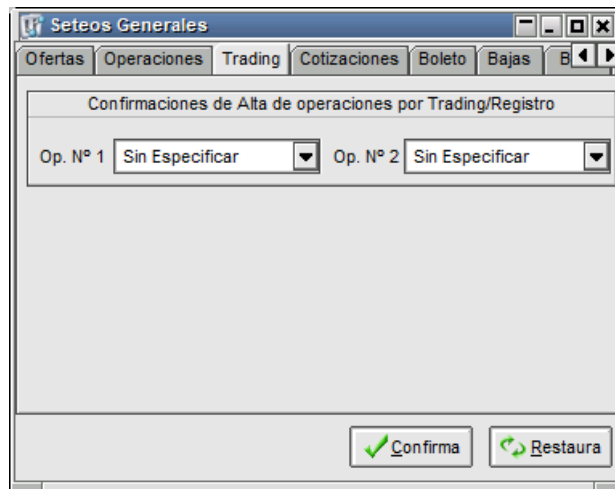 Seteos Generales
Ofertas Operaciones Trading Cotizaciones Boleto Bajas B
Confirmaciones de Alta de operaciones por Trading/Registro
Op. Nº 1 Sin Especificar Op. Nº 2 Sin Especificar
Confirma Restaura